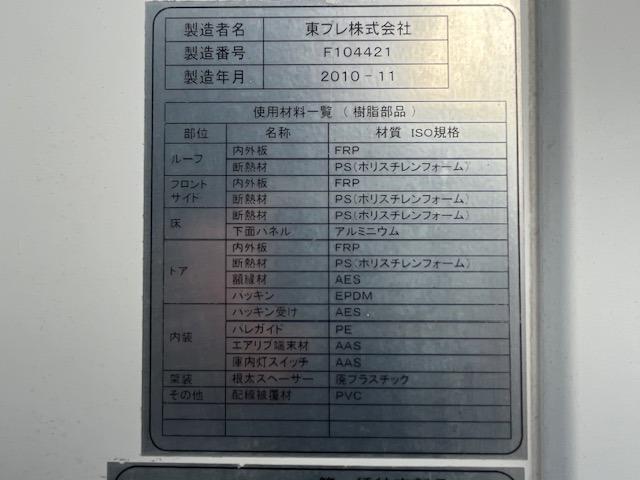 製造者名 東プレ株式会社
製造番号 F104421
製造年月 2010-11
使用材料一覧 (樹脂部品)
部位 名称 材質 ISO規格
ルーフ 内外板 FRP
断熱材 PS(ポリスチレンフォーム)
フロント サイド 内外板 FRP
断熱材 PS(ポリスチレンフォーム)
床 断熱材 PS(ポリスチレンフォーム)
下面パネル アルミニウム
ドア 内外板 FRP
断熱材 PS(ポリスチレンフォーム)
額縁材 AES
パッキン EPDM
内装 パッキン受け AES
バレガイド PE
エアリブ端末材 AAS
庫内灯スイッチ AAS
架装 根太スペーサー 廃プラスチック
その他 配線被覆材 PVC